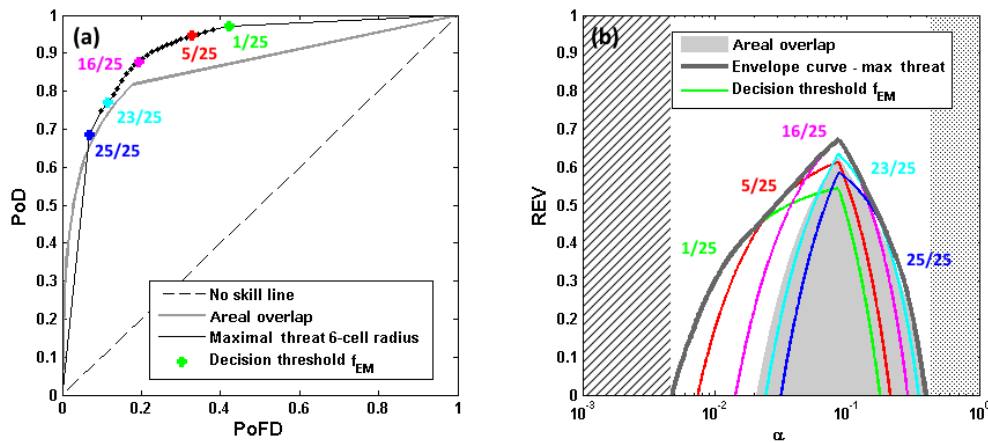 (a)
1
0.9
0.8
0.7
0.6
0.5
0.4
0.3
0.2
0.1
0
PoD
1/25
5/25
16/25
23/25
25/25
No skill line
Areal overlap
Maximal threat 6-cell radius
Decision threshold f_EM
0 0.2 0.4 0.6 0.8 1
PoFD
(b)
1
0.9
0.8
0.7
0.6
0.5
0.4
0.3
0.2
0.1
0
REV
Areal overlap
Envelope curve - max threat
Decision threshold f_EM
16/25
23/25
5/25
1/25
25/25
10^-3 10^-2 10^-1 10^0
α